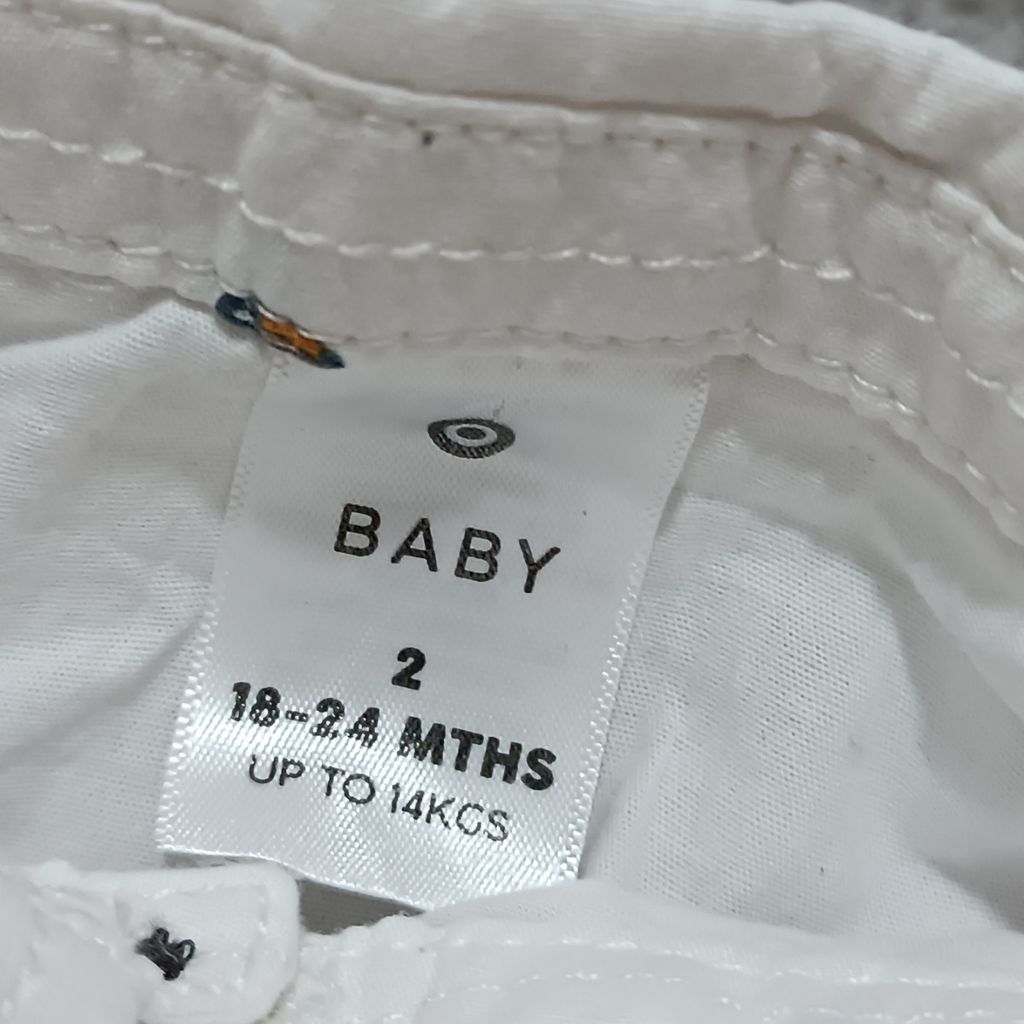 BABY
2
18-24 MTHS
UP TO 14KGS